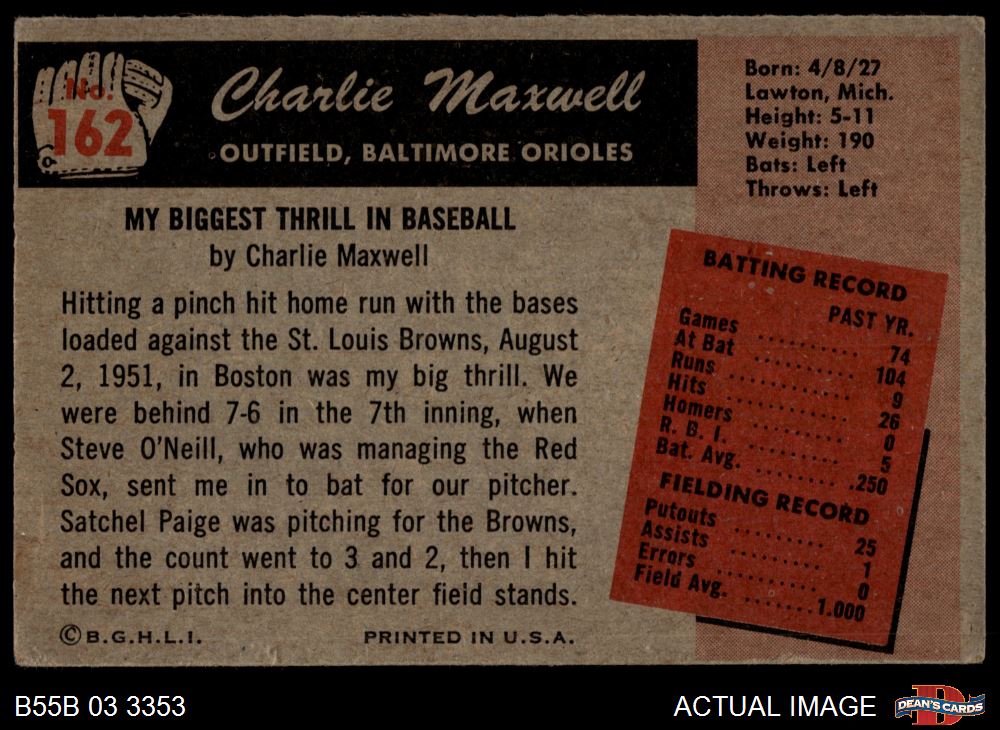 No.
162
Charlie Maxwell
OUTFIELD, BALTIMORE ORIOLES
Born: 4/8/27
Lawton, Mich.
Height: 5-11
Weight: 190
Bats: Left
Throws: Left
MY BIGGEST THRILL IN BASEBALL
by Charlie Maxwell
Hitting a pinch hit home run with the bases
loaded against the St. Louis Browns, August
2, 1951, in Boston was my big thrill. We
were behind 7-6 in the 7th inning, when
Steve O'Neill, who was managing the Red
Sox, sent me in to bat for our pitcher.
Satchel Paige was pitching for the Browns,
and the count went to 3 and 2, then I hit
the next pitch into the center field stands.
© B.G.H.L.I. PRINTED IN U.S.A.
BATTING RECORD
PAST YR.
Games .......... 74
At Bat .......... 104
Runs .......... 9
Hits .......... 26
Homers .......... 0
R. B. I. .......... 5
Bat. Avg. ........ .250
FIELDING RECORD
Putouts .......... 25
Assists .......... 1
Errors .......... 0
Field Avg. ........ 1.000
B55B 03 3353
ACTUAL IMAGE
DEAN'S CARDS